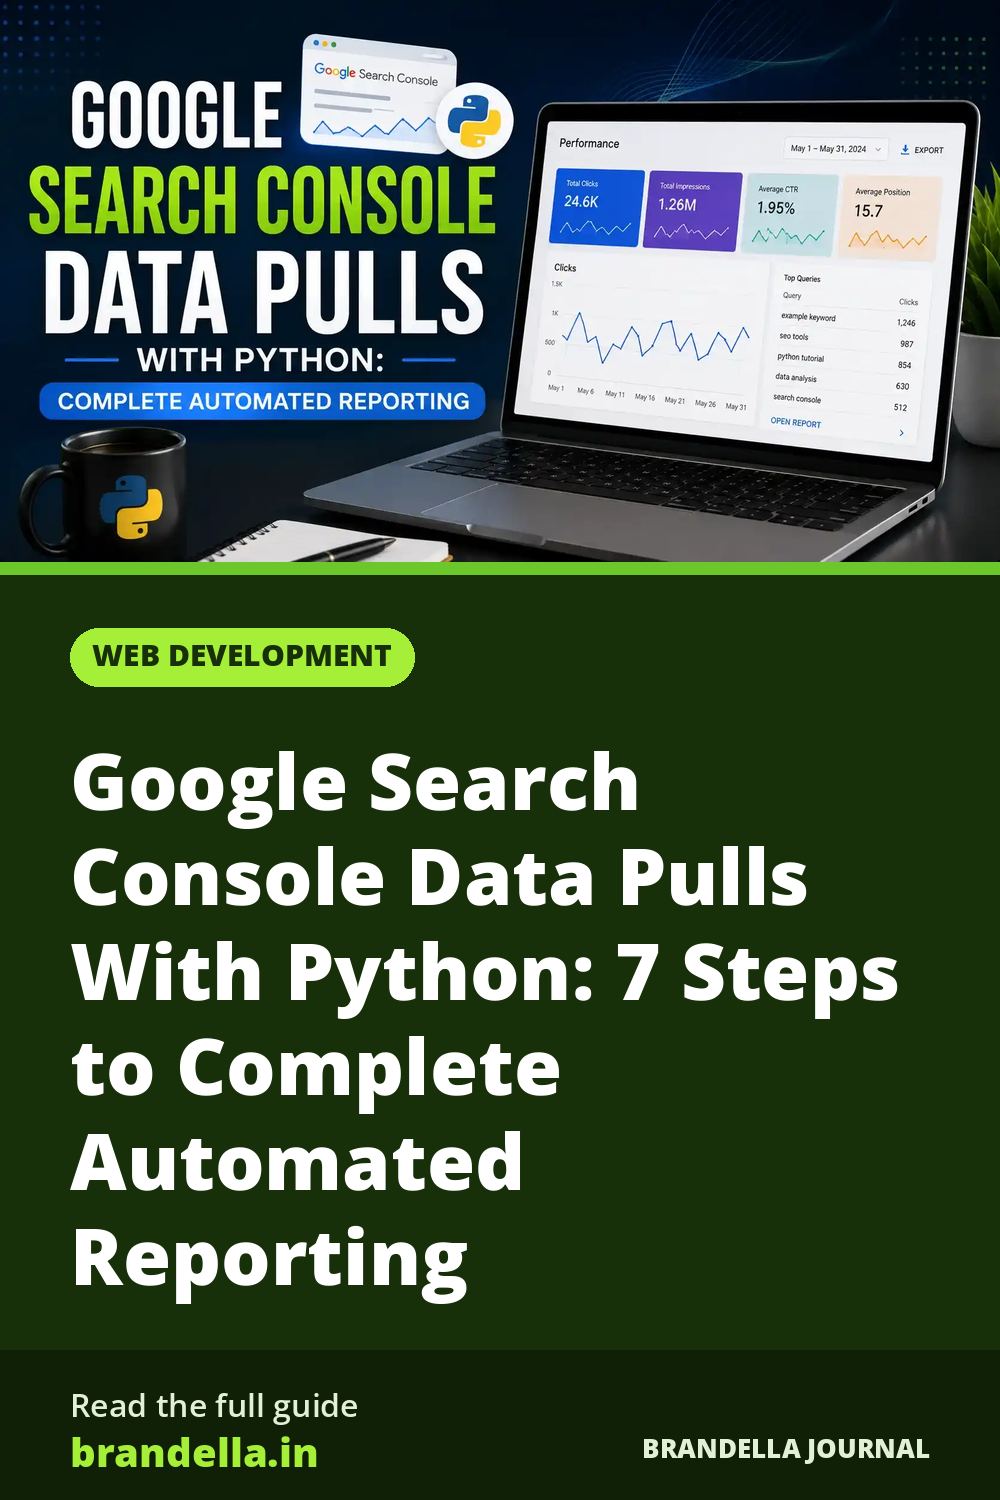 GOOGLE
Google Search Console
SEARCH CONSOLE
DATA PULLS
WITH PYTHON:
COMPLETE AUTOMATED REPORTING
Performance
May 1 – May 31, 2024
EXPORT
Total Clicks
24.6K
Total Impressions
1.26M
Average CTR
1.95%
Average Position
15.7
Clicks
1.5K
1K
500
0
May 1 May 6 May 11 May 16 May 21 May 26 May 31
Top Queries
Query Clicks
example keyword 1,246
seo tools 987
python tutorial 854
data analysis 630
search console 512
OPEN REPORT
WEB DEVELOPMENT
Google Search
Console Data Pulls
With Python: 7 Steps
to Complete
Automated
Reporting
Read the full guide
brandella.in
BRANDELLA JOURNAL